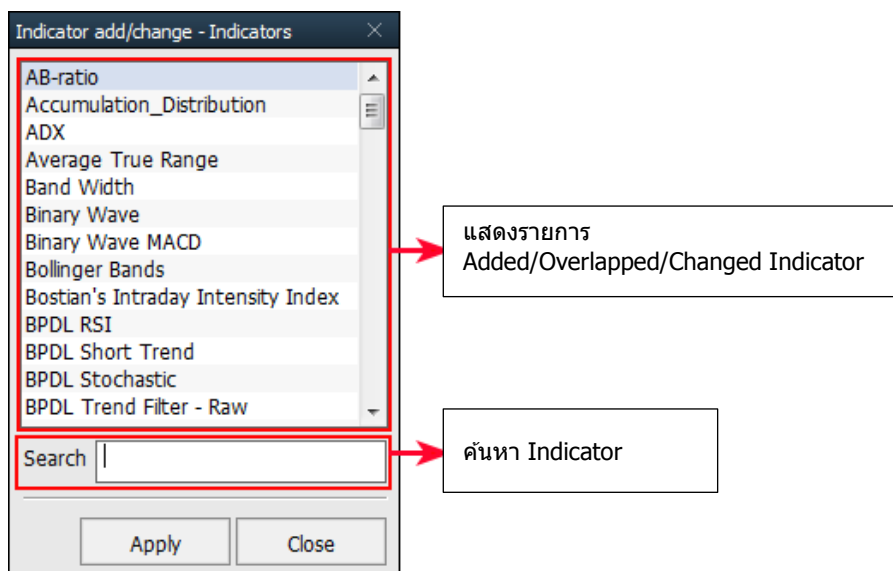 Indicator add/change - Indicators
AB-ratio
Accumulation_Distribution
ADX
Average True Range
Band Width
Binary Wave
Binary Wave MACD
Bollinger Bands
Bostian's Intraday Intensity Index
BPDL RSI
BPDL Short Trend
BPDL Stochastic
BPDL Trend Filter - Raw
Search
Apply
Close
แสดงรายการ
Added/Overlapped/Changed Indicator
ค้นหา Indicator